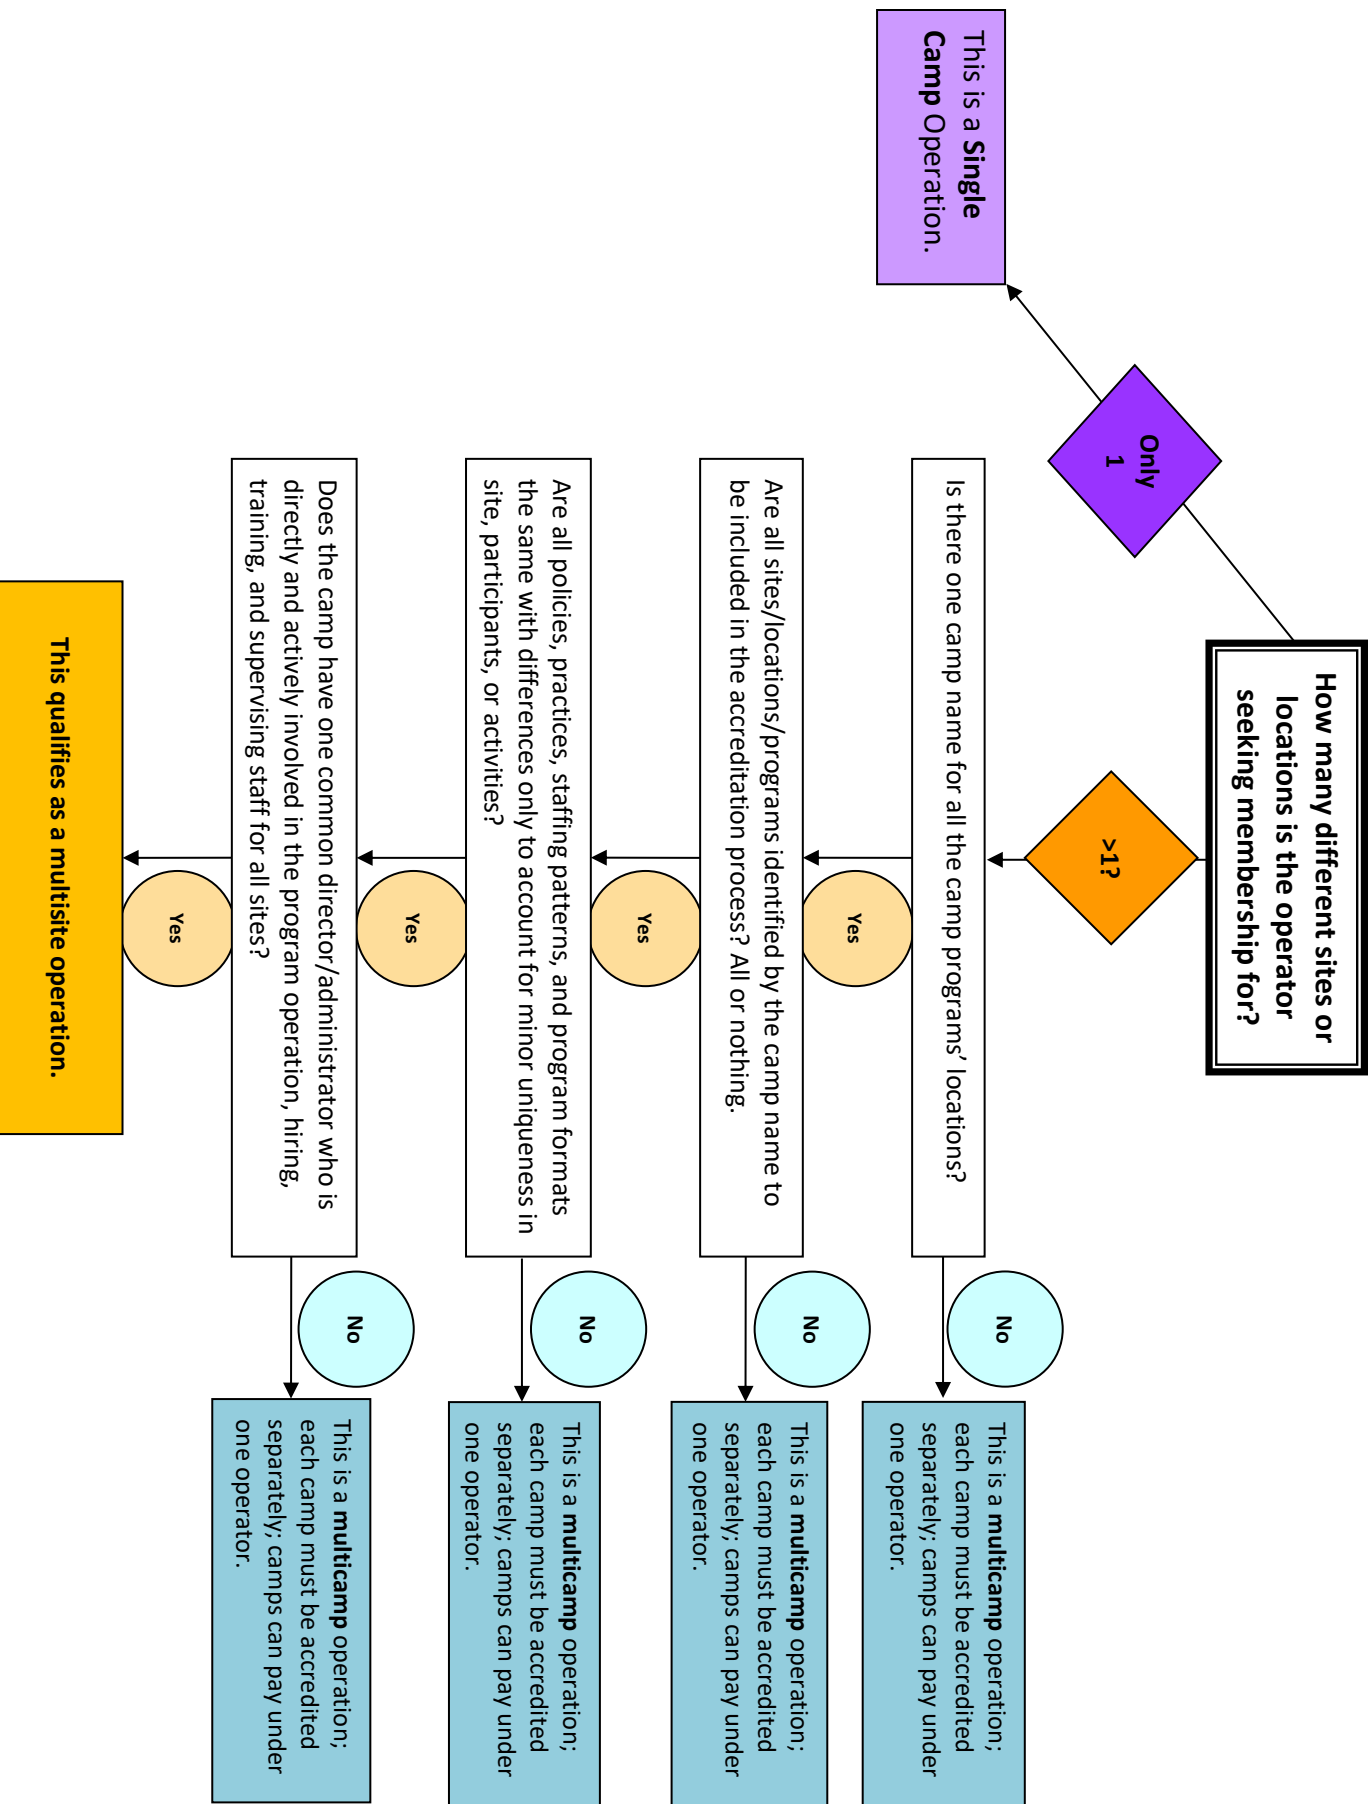 How many different sites or
locations is the operator
seeking membership for?
Only
1
This is a Single
Camp Operation.
>1?
Is there one camp name for all the camp programs’ locations?
No
This is a multicamp operation;
each camp must be accredited
separately; camps can pay under
one operator.
Yes
Are all sites/locations/programs identified by the camp name to
be included in the accreditation process? All or nothing.
No
This is a multicamp operation;
each camp must be accredited
separately; camps can pay under
one operator.
Yes
Are all policies, practices, staffing patterns, and program formats
the same with differences only to account for minor uniqueness in
site, participants, or activities?
No
This is a multicamp operation;
each camp must be accredited
separately; camps can pay under
one operator.
Yes
Does the camp have one common director/administrator who is
directly and actively involved in the program operation, hiring,
training, and supervising staff for all sites?
No
This is a multicamp operation;
each camp must be accredited
separately; camps can pay under
one operator.
Yes
This qualifies as a multisite operation.